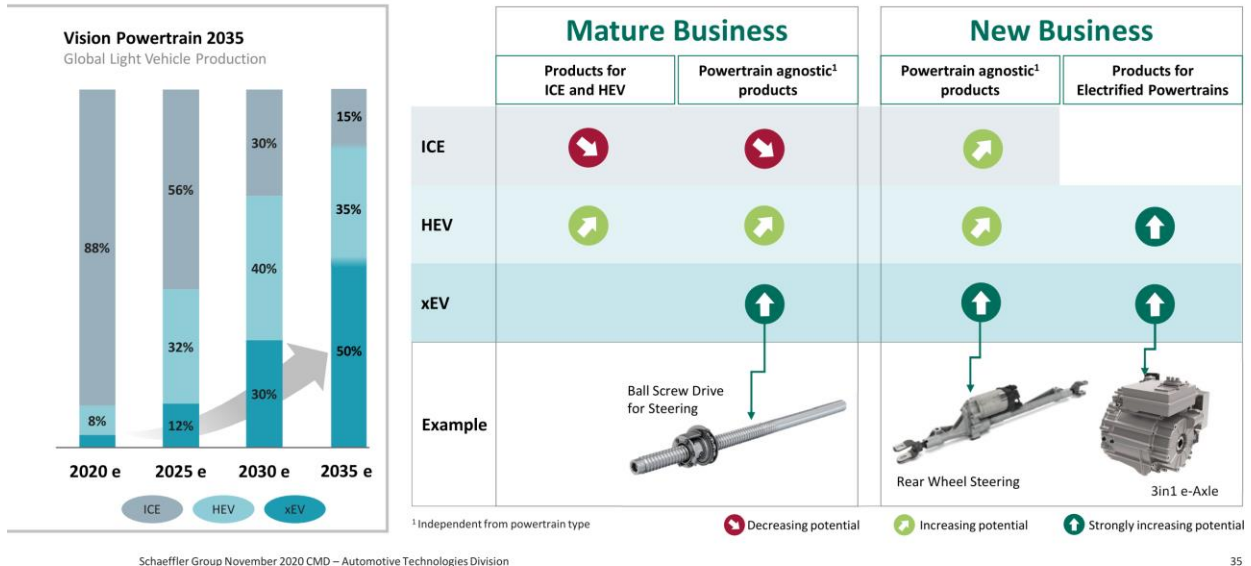 Vision Powertrain 2035
Global Light Vehicle Production
15%
30%
56%
35%
88%
40%
32%
50%
30%
8%
12%
2020 e 2025 e 2030 e 2035 e
ICE HEV xEV
Mature Business New Business
Products for
ICE and HEV
Powertrain agnostic¹
products
Powertrain agnostic¹
products
Products for
Electrified Powertrains
ICE
HEV
xEV
Example
Ball Screw Drive
for Steering
Rear Wheel Steering
3in1 e-Axle
¹ Independent from powertrain type
Decreasing potential
Increasing potential
Strongly increasing potential
Schaeffler Group November 2020 CMD – Automotive Technologies Division
35